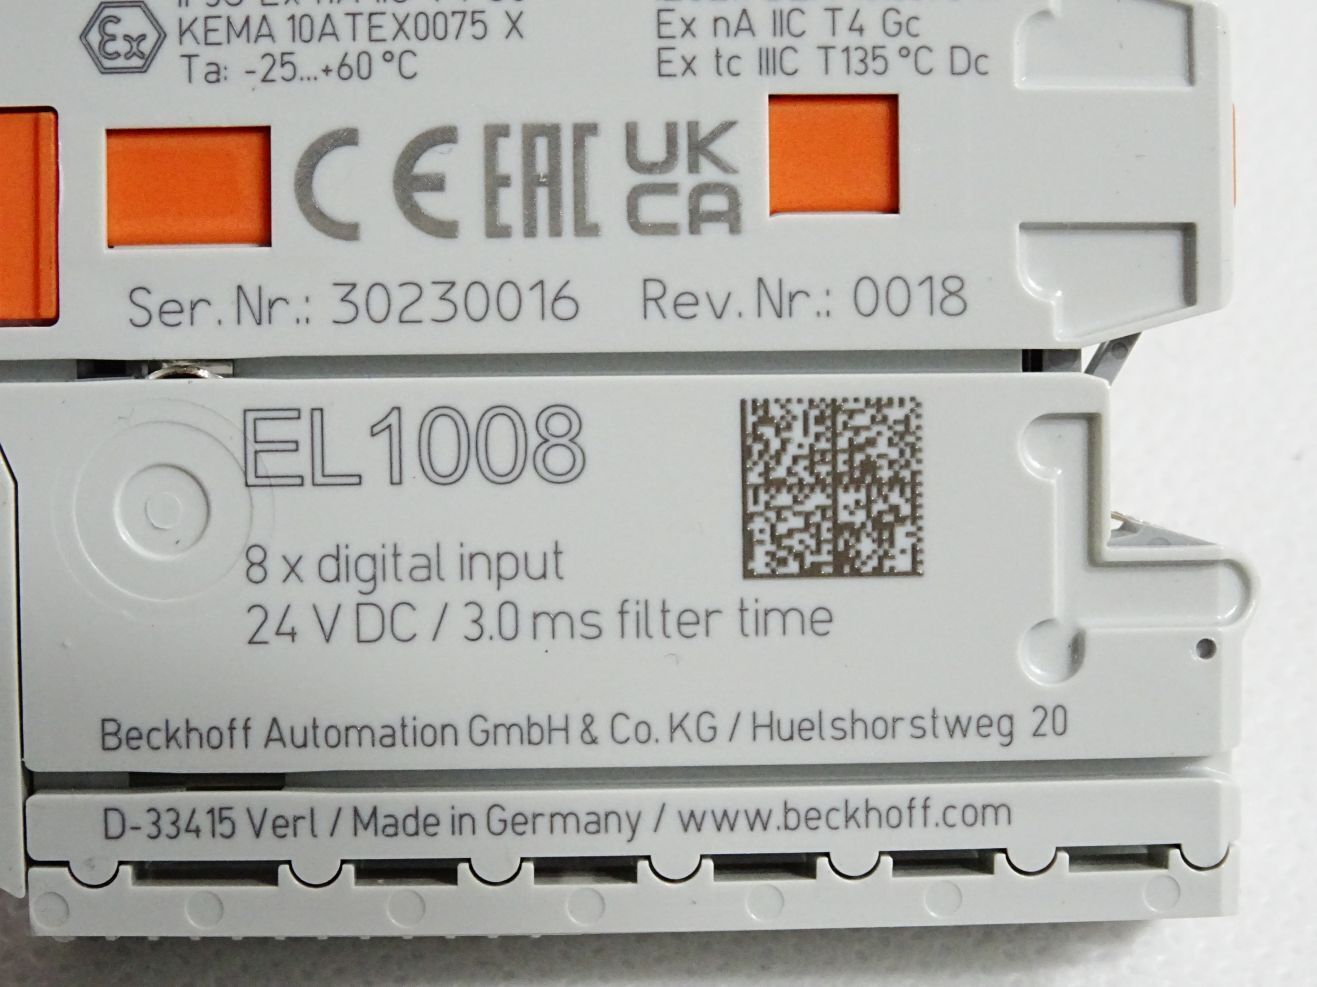 Ex
KEMA 10ATEX0075 X
Ta: -25...+60 °C
Ex nA IIC T4 Gc
Ex tc IIIC T135 °C Dc
CE EAC UK CA
Ser.Nr.: 30230016 Rev.Nr.: 0018
EL1008
8 x digital input
24 V DC / 3.0 ms filter time
Beckhoff Automation GmbH & Co. KG / Huelshorstweg 20
D-33415 Verl / Made in Germany / www.beckhoff.com